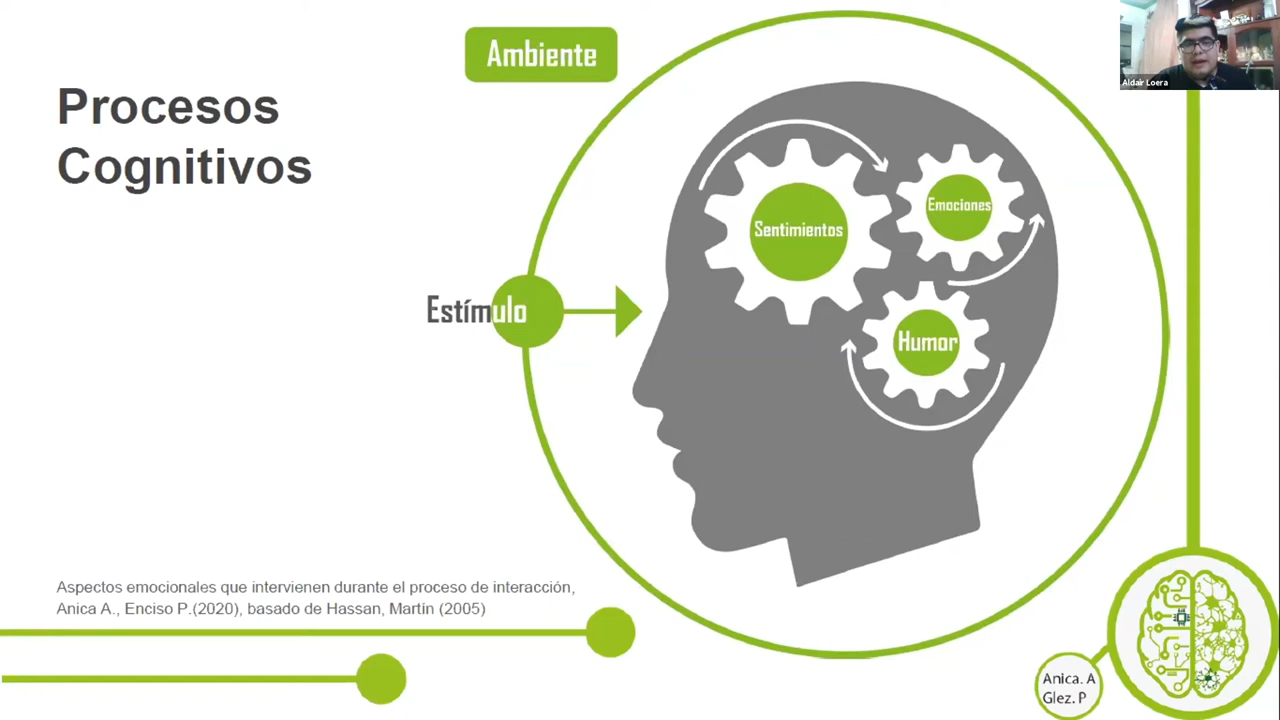 Ambiente
Aldair Loera
Procesos
Cognitivos
Sentimientos
Emociones
Estímulo
Humor
Aspectos emocionales que intervienen durante el proceso de interacción,
Anica A., Enciso P.(2020), basado de Hassan, Martin (2005)
Anica. A
Glez. P